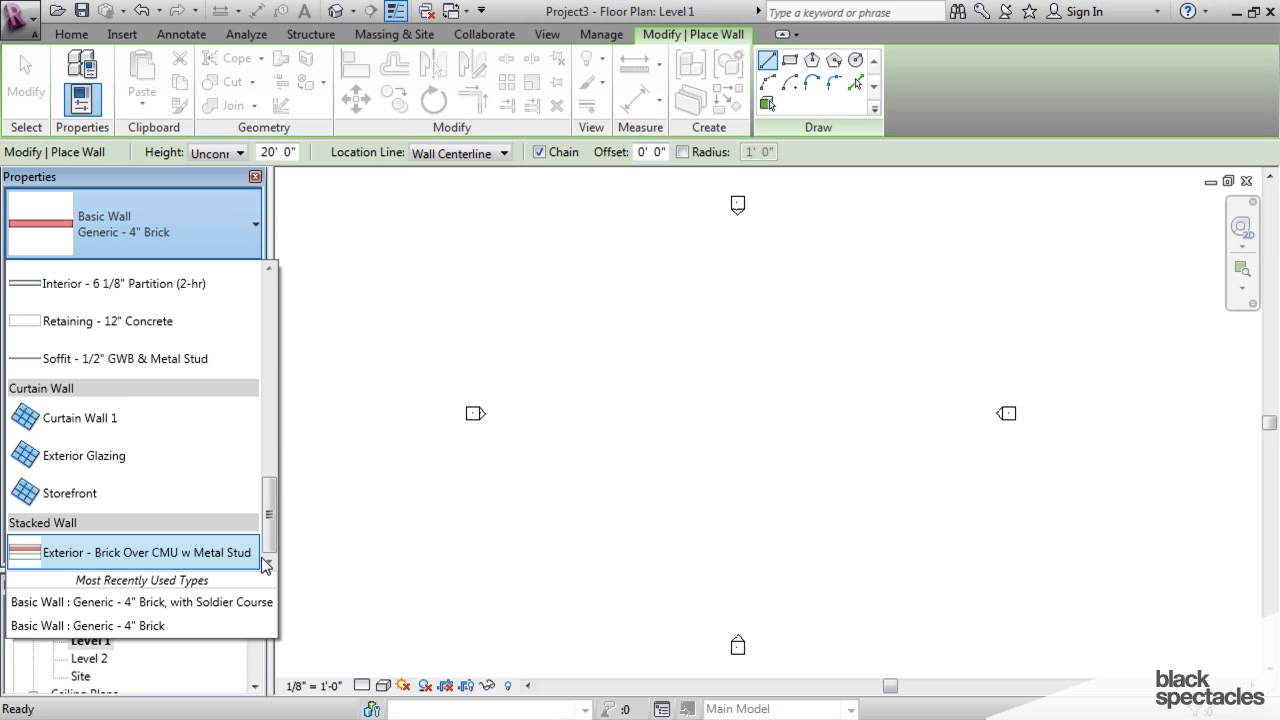 Project3 - Floor Plan: Level 1
Type a keyword or phrase
Sign In
Home Insert Annotate Analyze Structure Massing & Site Collaborate View Manage Modify | Place Wall
Modify
Paste
Cope
Cut
Join
Select Properties Clipboard Geometry Modify View Measure Create Draw
Modify | Place Wall Height: Uncon 20' 0" Location Line: Wall Centerline Chain Offset: 0' 0" Radius: 1' 0"
Properties
Basic Wall
Generic - 4" Brick
Interior - 6 1/8" Partition (2-hr)
Retaining - 12" Concrete
Soffit - 1/2" GWB & Metal Stud
Curtain Wall
Curtain Wall 1
Exterior Glazing
Storefront
Stacked Wall
Exterior - Brick Over CMU w Metal Stud
Most Recently Used Types
Basic Wall : Generic - 4" Brick, with Soldier Course
Basic Wall : Generic - 4" Brick
Level 1
Level 2
Site
Ceiling Plans
2D
1/8" = 1'-0"
Ready
:0
Main Model
:0
black
spectacles